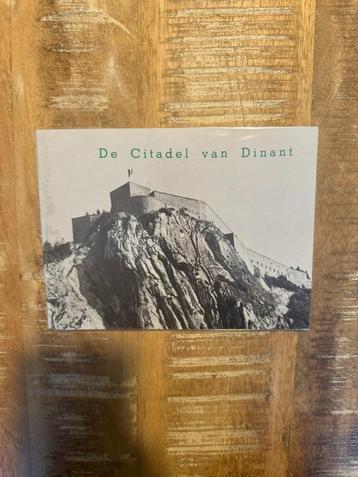 De Citadel van Dinant